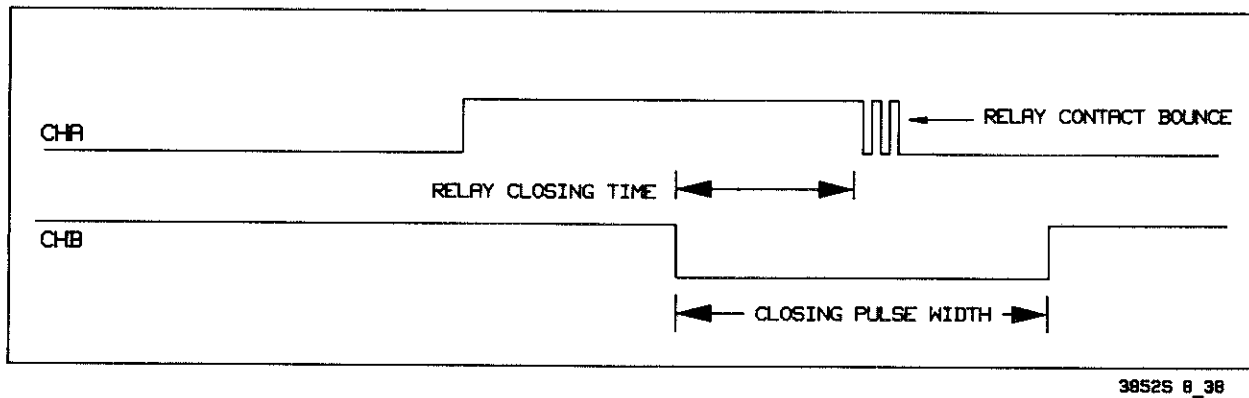 CHA
RELAY CONTACT BOUNCE
RELAY CLOSING TIME
CHB
CLOSING PULSE WIDTH
3852S 8_38